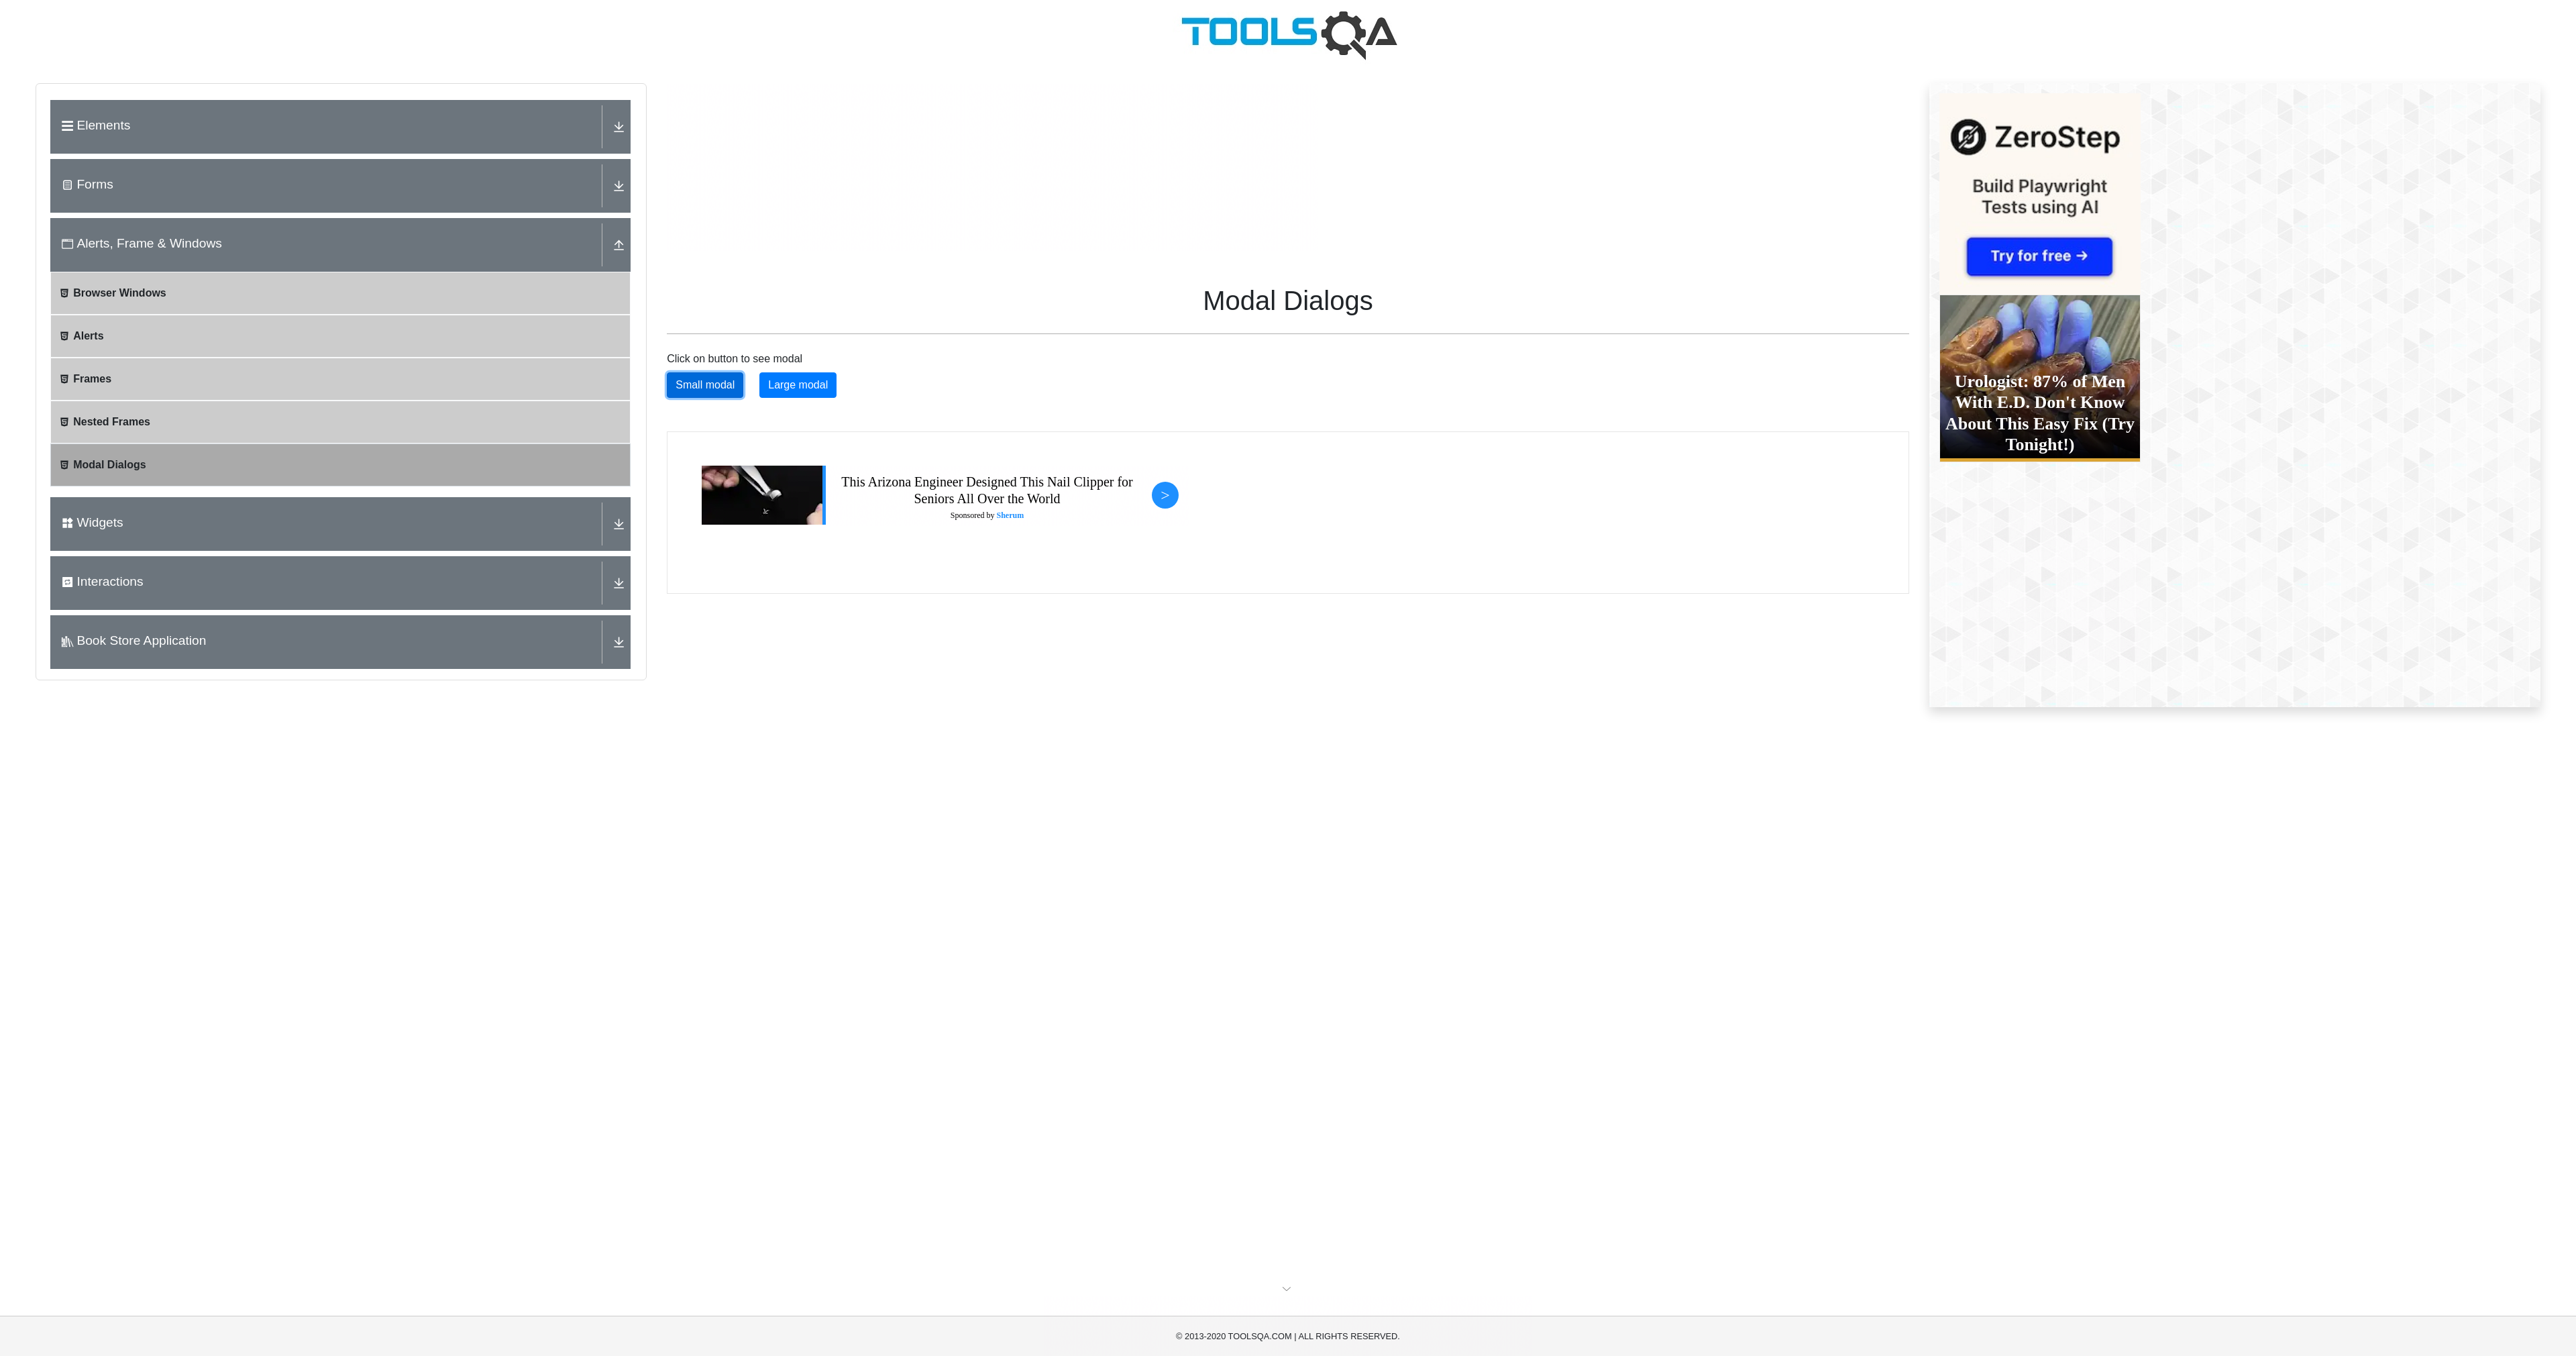 TOOLSQA
Elements
Forms
Alerts, Frame & Windows
Browser Windows
Alerts
Frames
Nested Frames
Modal Dialogs
Widgets
Interactions
Book Store Application
Modal Dialogs
Click on button to see modal
Small modal
Large modal
This Arizona Engineer Designed This Nail Clipper for
Seniors All Over the World
Sponsored by Sherum
>
ZeroStep
Build Playwright
Tests using AI
Try for free →
Urologist: 87% of Men
With E.D. Don't Know
About This Easy Fix (Try
Tonight!)
© 2013-2020 TOOLSQA.COM | ALL RIGHTS RESERVED.